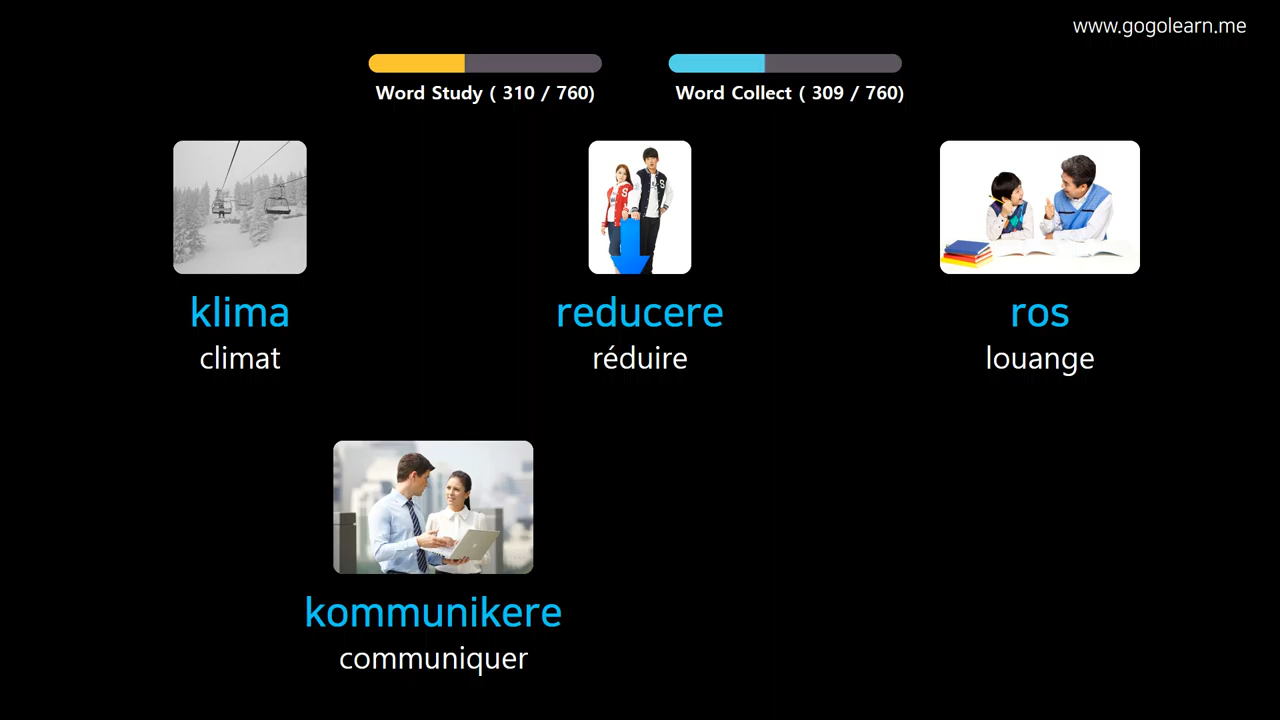 www.gogolearn.me
Word Study ( 310 / 760)
Word Collect ( 309 / 760)
klima
climat
reducere
réduire
ros
louange
kommunikere
communiquer